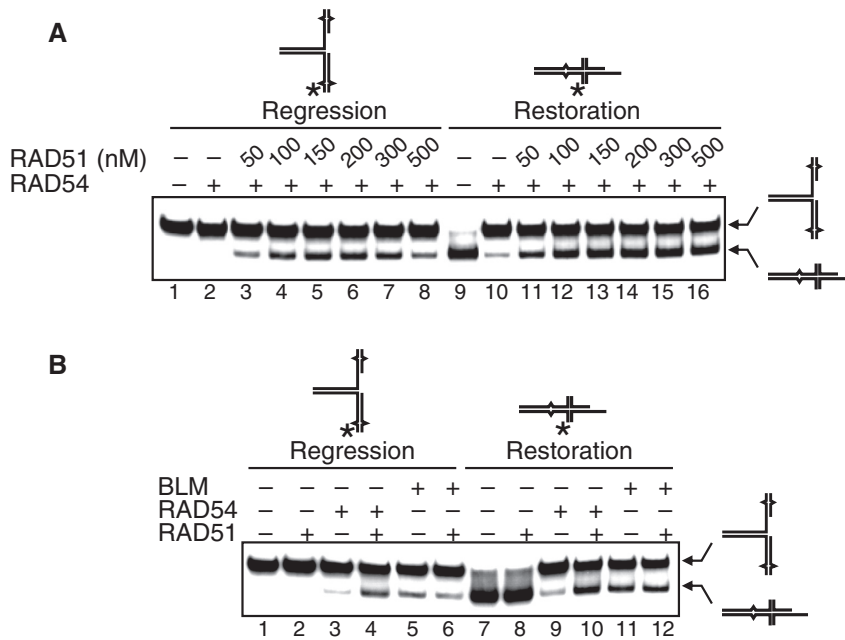 A
*
*
Regression Restoration
RAD51 (nM) – – 50 100 150 200 300 500 – – 50 100 150 200 300 500
RAD54 – + + + + + + + – + + + + + + +
1 2 3 4 5 6 7 8 9 10 11 12 13 14 15 16
B
*
*
Regression Restoration
BLM – – – – + + – – – – + +
RAD54 – – + + – – – – + + – –
RAD51 – + – + – + – + – + – +
1 2 3 4 5 6 7 8 9 10 11 12